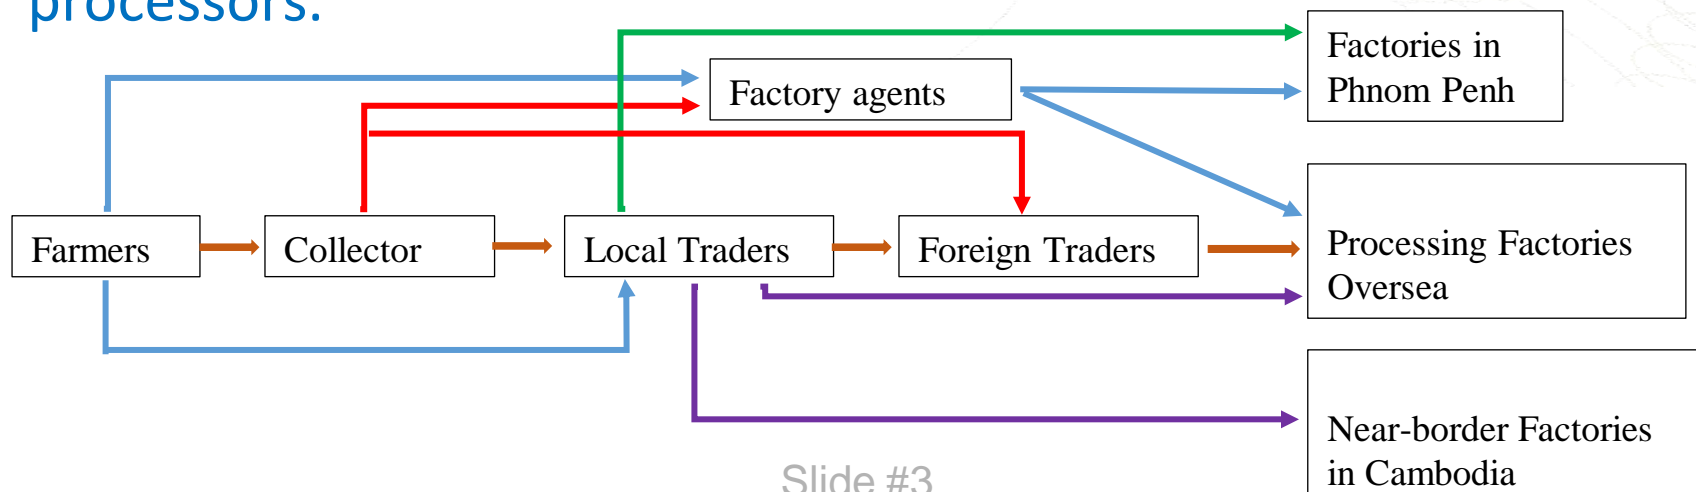 processors.
Factories in
Phnom Penh
Factory agents
Farmers
Collector
Local Traders
Foreign Traders
Processing Factories
Oversea
Near-border Factories
in Cambodia
Slide #3